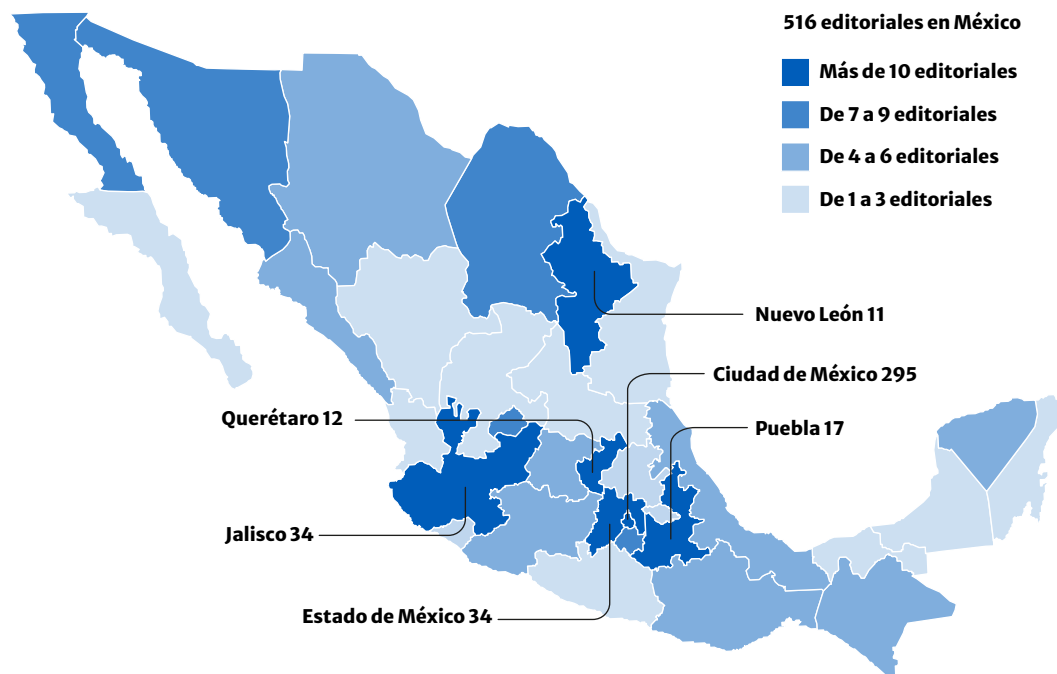 516 editoriales en México
Más de 10 editoriales
De 7 a 9 editoriales
De 4 a 6 editoriales
De 1 a 3 editoriales
Nuevo León 11
Ciudad de México 295
Querétaro 12
Puebla 17
Jalisco 34
Estado de México 34